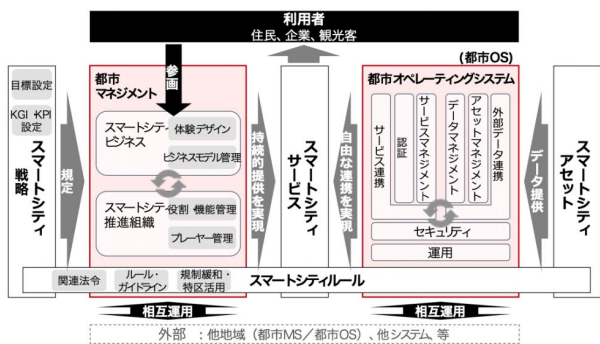 利用者
住民、企業、観光客
(都市OS)
目標設定
KGI・KPI
設定
スマートシティ
戦略
規定
都市
マネジメント
参画
スマートシティ
ビジネス
体験デザイン
ビジネスモデル管理
スマートシティ
推進組織
役割・機能管理
プレーヤー管理
持続的提供を実現
スマートシティ
サービス
自由な連携を実現
都市オペレーティングシステム
サービス連携
認証
サービスマネジメント
データマネジメント
アセットマネジメント
外部データ連携
セキュリティ
運用
データ提供
スマートシティ
アセット
関連法令
ルール・
ガイドライン
規制緩和・
特区活用
スマートシティルール
相互運用
相互運用
外部 : 他地域(都市MS/都市OS)、他システム、等